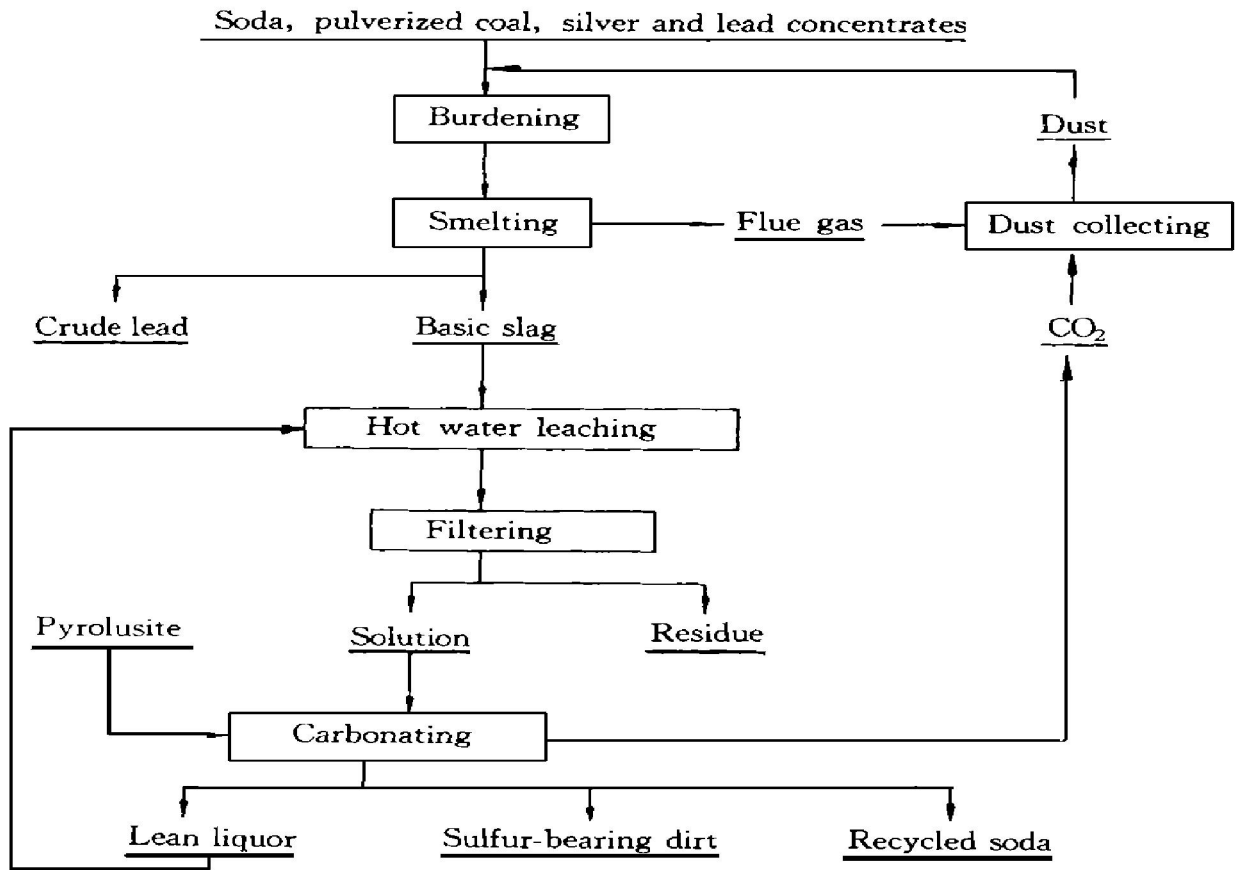 Soda, pulverized coal, silver and lead concentrates
Burdening
Dust
Smelting
Flue gas
Dust collecting
Crude lead
Basic slag
CO₂
Hot water leaching
Filtering
Pyrolusite
Solution
Residue
Carbonating
Lean liquor
Sulfur-bearing dirt
Recycled soda